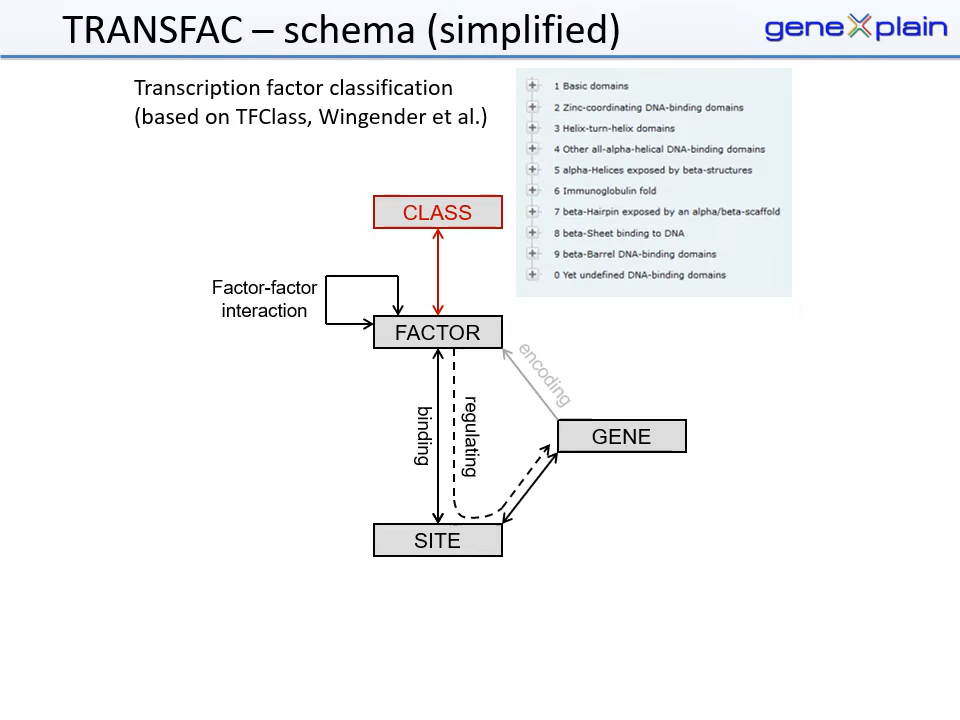 TRANSFAC – schema (simplified)
geneXplain
Transcription factor classification
(based on TFClass, Wingender et al.)
1 Basic domains
2 Zinc-coordinating DNA-binding domains
3 Helix-turn-helix domains
4 Other all-alpha-helical DNA-binding domains
5 alpha-Helices exposed by beta-structures
6 Immunoglobulin fold
7 beta-Hairpin exposed by an alpha/beta-scaffold
8 beta-Sheet binding to DNA
9 beta-Barrel DNA-binding domains
0 Yet undefined DNA-binding domains
CLASS
Factor-factor
interaction
FACTOR
encoding
binding
regulating
GENE
SITE